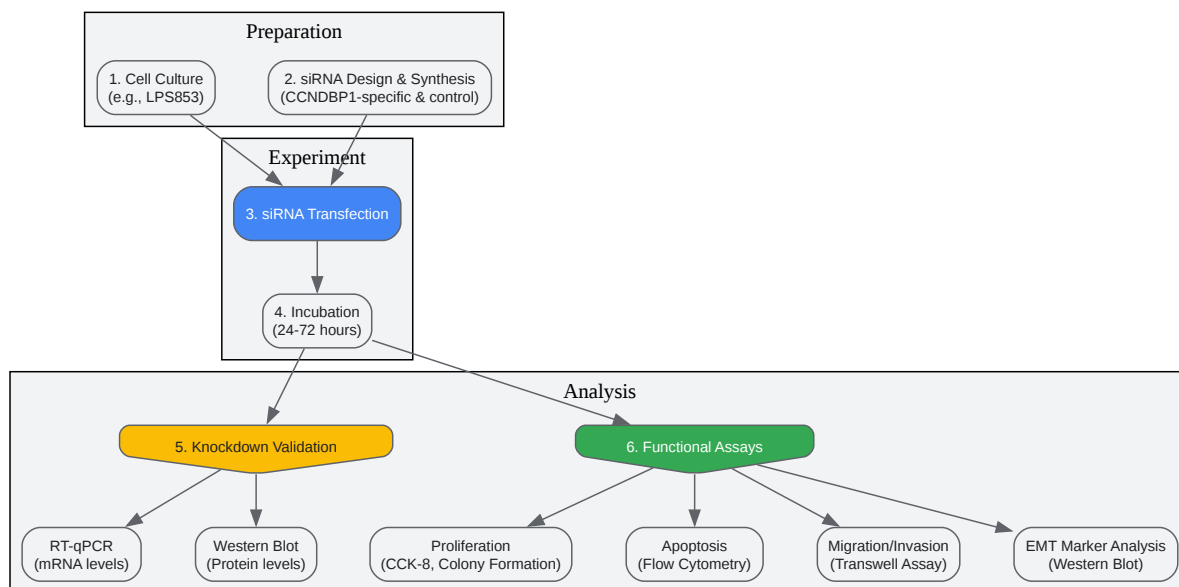 Preparation
1. Cell Culture
(e.g., LPS853)
2. siRNA Design & Synthesis
(CCNDBP1-specific & control)
Experiment
3. siRNA Transfection
4. Incubation
(24-72 hours)
Analysis
5. Knockdown Validation
6. Functional Assays
RT-qPCR
(mRNA levels)
Western Blot
(Protein levels)
Proliferation
(CCK-8, Colony Formation)
Apoptosis
(Flow Cytometry)
Migration/Invasion
(Transwell Assay)
EMT Marker Analysis
(Western Blot)